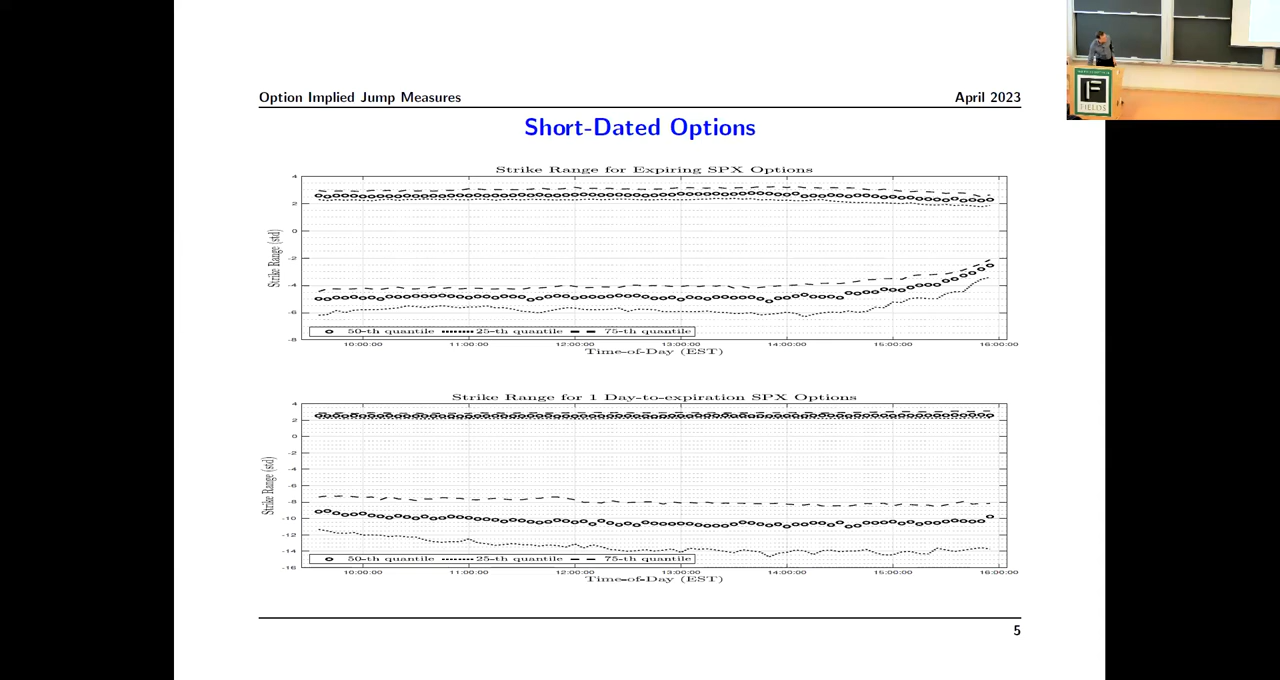 Option Implied Jump Measures April 2023
Short-Dated Options
Strike Range for Expiring SPX Options
Strike Range (std)
4
2
0
-2
-4
-6
-8
50-th quantile 25-th quantile 75-th quantile
10:00:00 11:00:00 12:00:00 13:00:00 14:00:00 15:00:00 16:00:00
Time-of-Day (EST)
Strike Range for 1 Day-to-expiration SPX Options
Strike Range (std)
4
2
0
-2
-4
-6
-8
-10
-12
-14
-16
50-th quantile 25-th quantile 75-th quantile
10:00:00 11:00:00 12:00:00 13:00:00 14:00:00 15:00:00 16:00:00
Time-of-Day (EST)
5
FIELDS